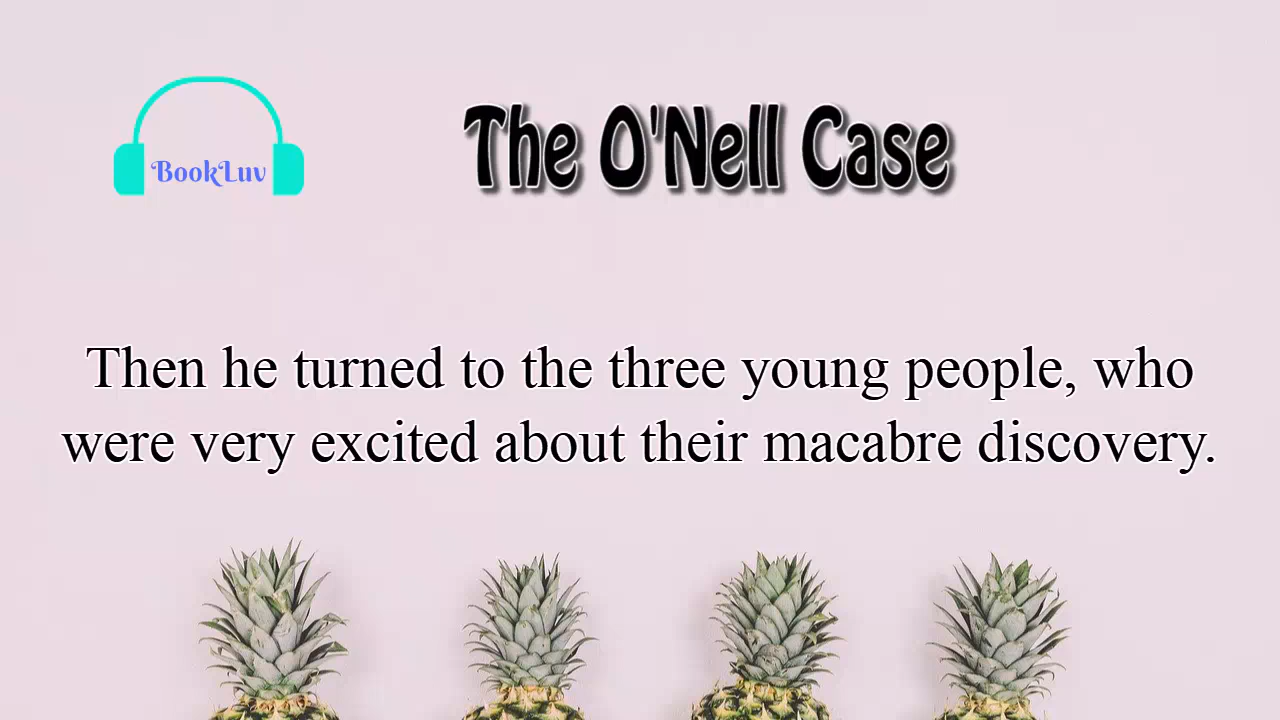 BookLuv
The O'Nell Case
Then he turned to the three young people, who
were very excited about their macabre discovery.